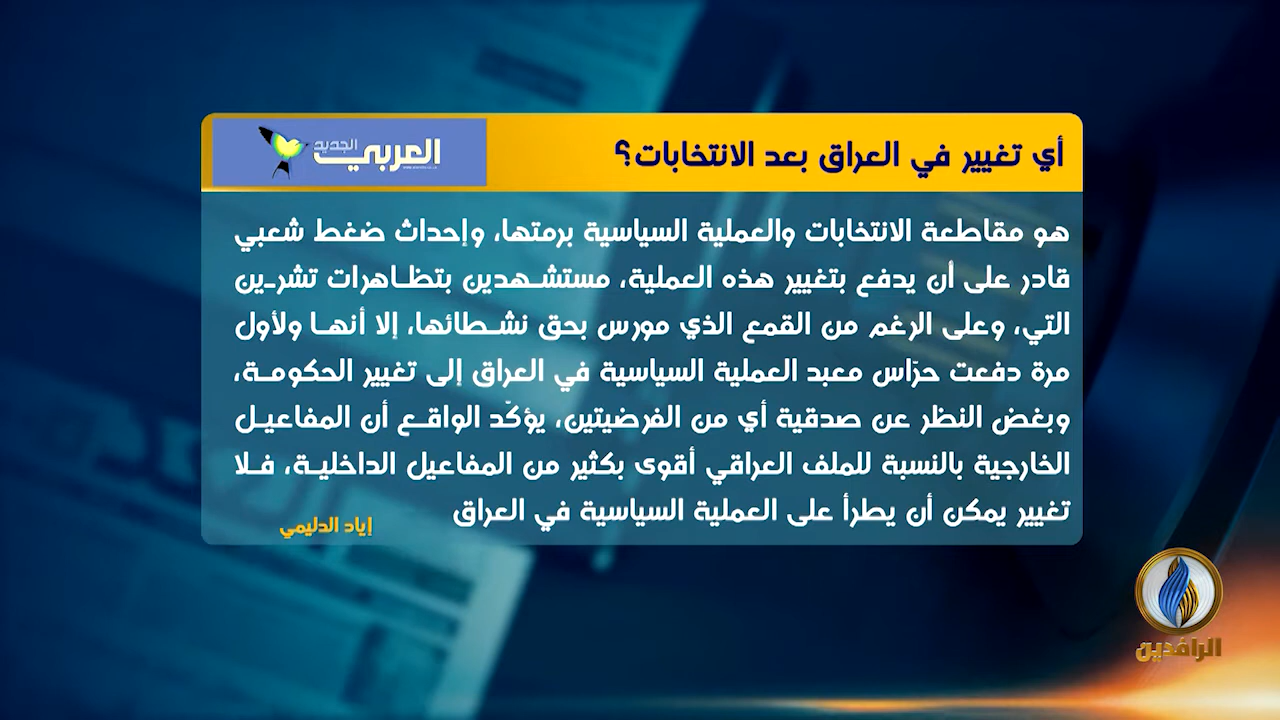 أي تغيير في العراق بعد الانتخابات؟
العربي الجديد
هو مقاطعة الانتخابات والعملية السياسية برمتها، وإحداث ضغط شعبي
قادر على أن يدفع بتغيير هذه العملية، مستشهدين بتظاهرات تشرين
التي، وعلى الرغم من القمع الذي مورس بحق نشطائها، إلا أنها ولأول
مرة دفعت حرّاس معبد العملية السياسية في العراق إلى تغيير الحكومة،
وبغض النظر عن صدقية أي من الفرضيتين، يؤكّد الواقع أن المفاعيل
الخارجية بالنسبة للملف العراقي أقوى بكثير من المفاعيل الداخلية، فلا
تغيير يمكن أن يطرأ على العملية السياسية في العراق
إياد الدليمي
الرافدين